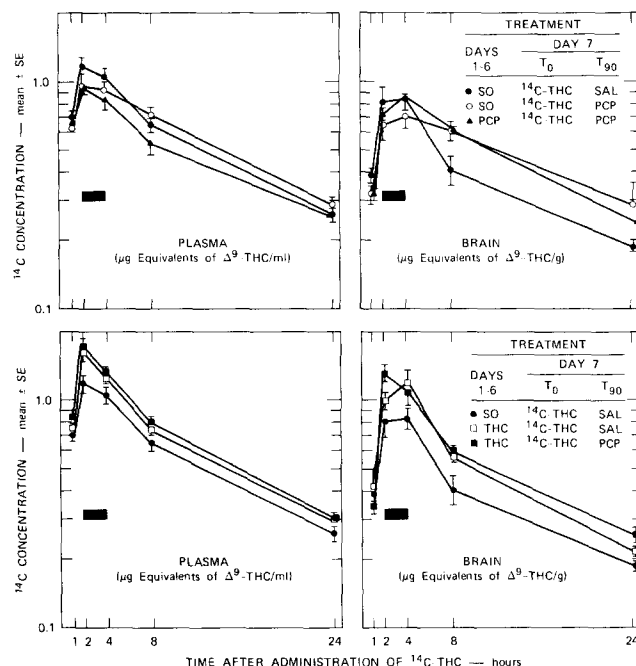 ¹⁴C CONCENTRATION — mean ± SE
1.0
0.1
PLASMA
(μg Equivalents of Δ⁹-THC/ml)
BRAIN
(μg Equivalents of Δ⁹-THC/g)
TREATMENT
DAYS 1-6 DAY 7
T₀ T₉₀
● SO ¹⁴C-THC SAL
○ SO ¹⁴C-THC PCP
▲ PCP ¹⁴C-THC PCP
¹⁴C CONCENTRATION — mean ± SE
1.0
0.1
PLASMA
(μg Equivalents of Δ⁹-THC/ml)
BRAIN
(μg Equivalents of Δ⁹-THC/g)
TREATMENT
DAYS 1-6 DAY 7
T₀ T₉₀
● SO ¹⁴C-THC SAL
□ THC ¹⁴C-THC SAL
■ THC ¹⁴C-THC PCP
1 2 4 8 24
1 2 4 8 24
TIME AFTER ADMINISTRATION OF ¹⁴C-THC — hours